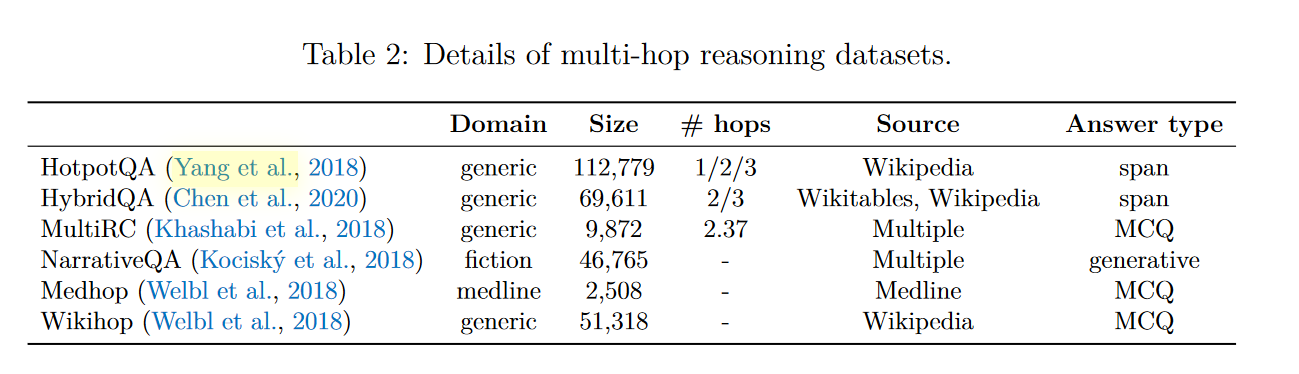 Table 2: Details of multi-hop reasoning datasets.
Domain Size # hops Source Answer type
HotpotQA (Yang et al., 2018) generic 112,779 1/2/3 Wikipedia span
HybridQA (Chen et al., 2020) generic 69,611 2/3 Wikitables, Wikipedia span
MultiRC (Khashabi et al., 2018) generic 9,872 2.37 Multiple MCQ
NarrativeQA (Kociský et al., 2018) fiction 46,765 - Multiple generative
Medhop (Welbl et al., 2018) medline 2,508 - Medline MCQ
Wikihop (Welbl et al., 2018) generic 51,318 - Wikipedia MCQ